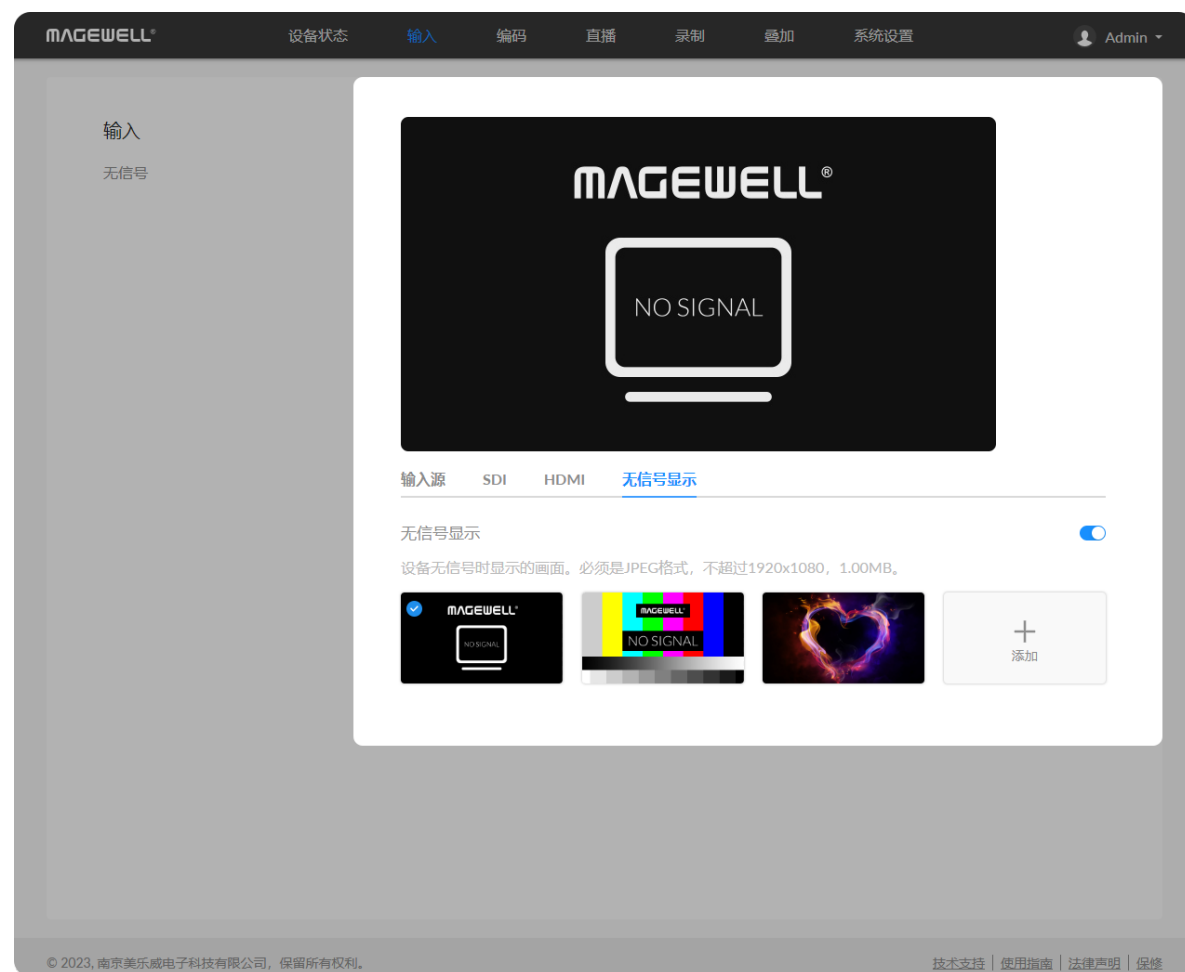 MAGEWELL®
设备状态
输入
编码
直播
录制
叠加
系统设置
Admin
输入
无信号
MAGEWELL®
NO SIGNAL
输入源
SDI
HDMI
无信号显示
无信号显示
设备无信号时显示的画面。必须是JPEG格式，不超过1920x1080，1.00MB。
MAGEWELL®
NO SIGNAL
MAGEWELL®
NO SIGNAL
添加
© 2023, 南京美乐威电子科技有限公司，保留所有权利。
技术支持 | 使用指南 | 法律声明 | 保修